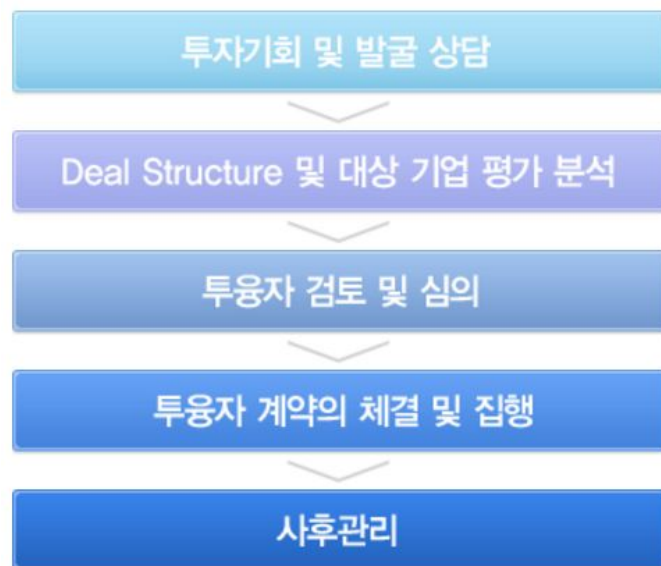 투자기회 및 발굴 상담
Deal Structure 및 대상 기업 평가 분석
투융자 검토 및 심의
투융자 계약의 체결 및 집행
사후관리